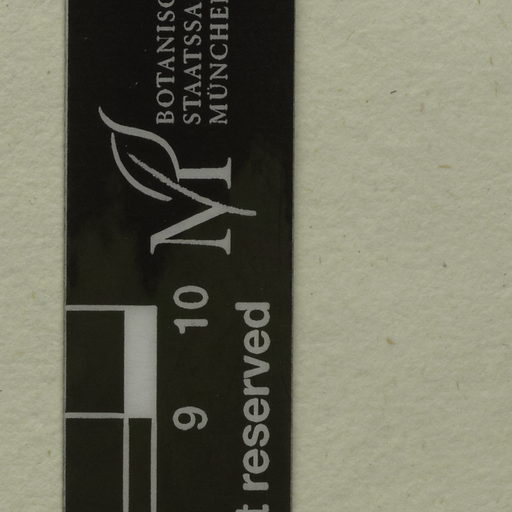 BOTANISC
STAATSSA
MÜNCHE
M
9 10
t reserved